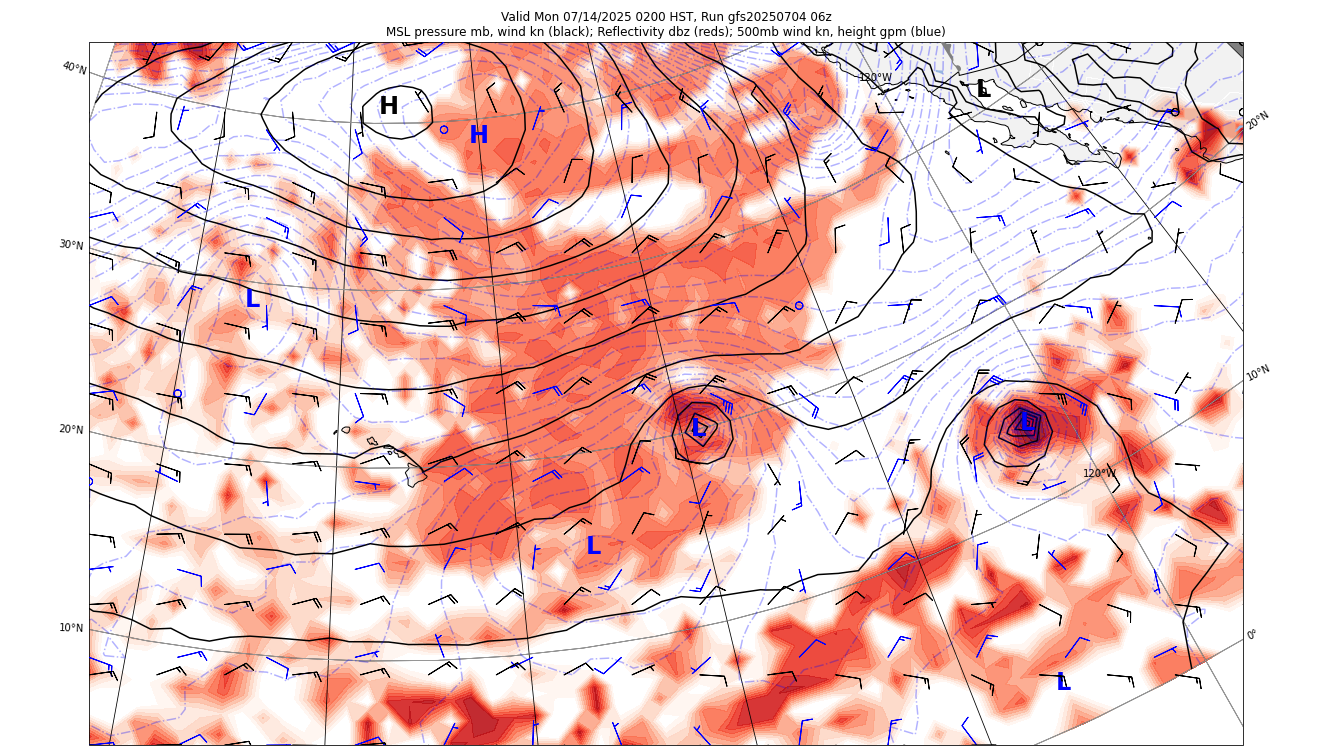 Valid Mon 07/14/2025 0200 HST, Run gfs20250704 06z
MSL pressure mb, wind kn (black); Reflectivity dbz (reds); 500mb wind kn, height gpm (blue)
40°N
120°W
H
H
L
20°N
30°N
L
10°N
20°N
L
L
120°W
L
10°N
0°
L